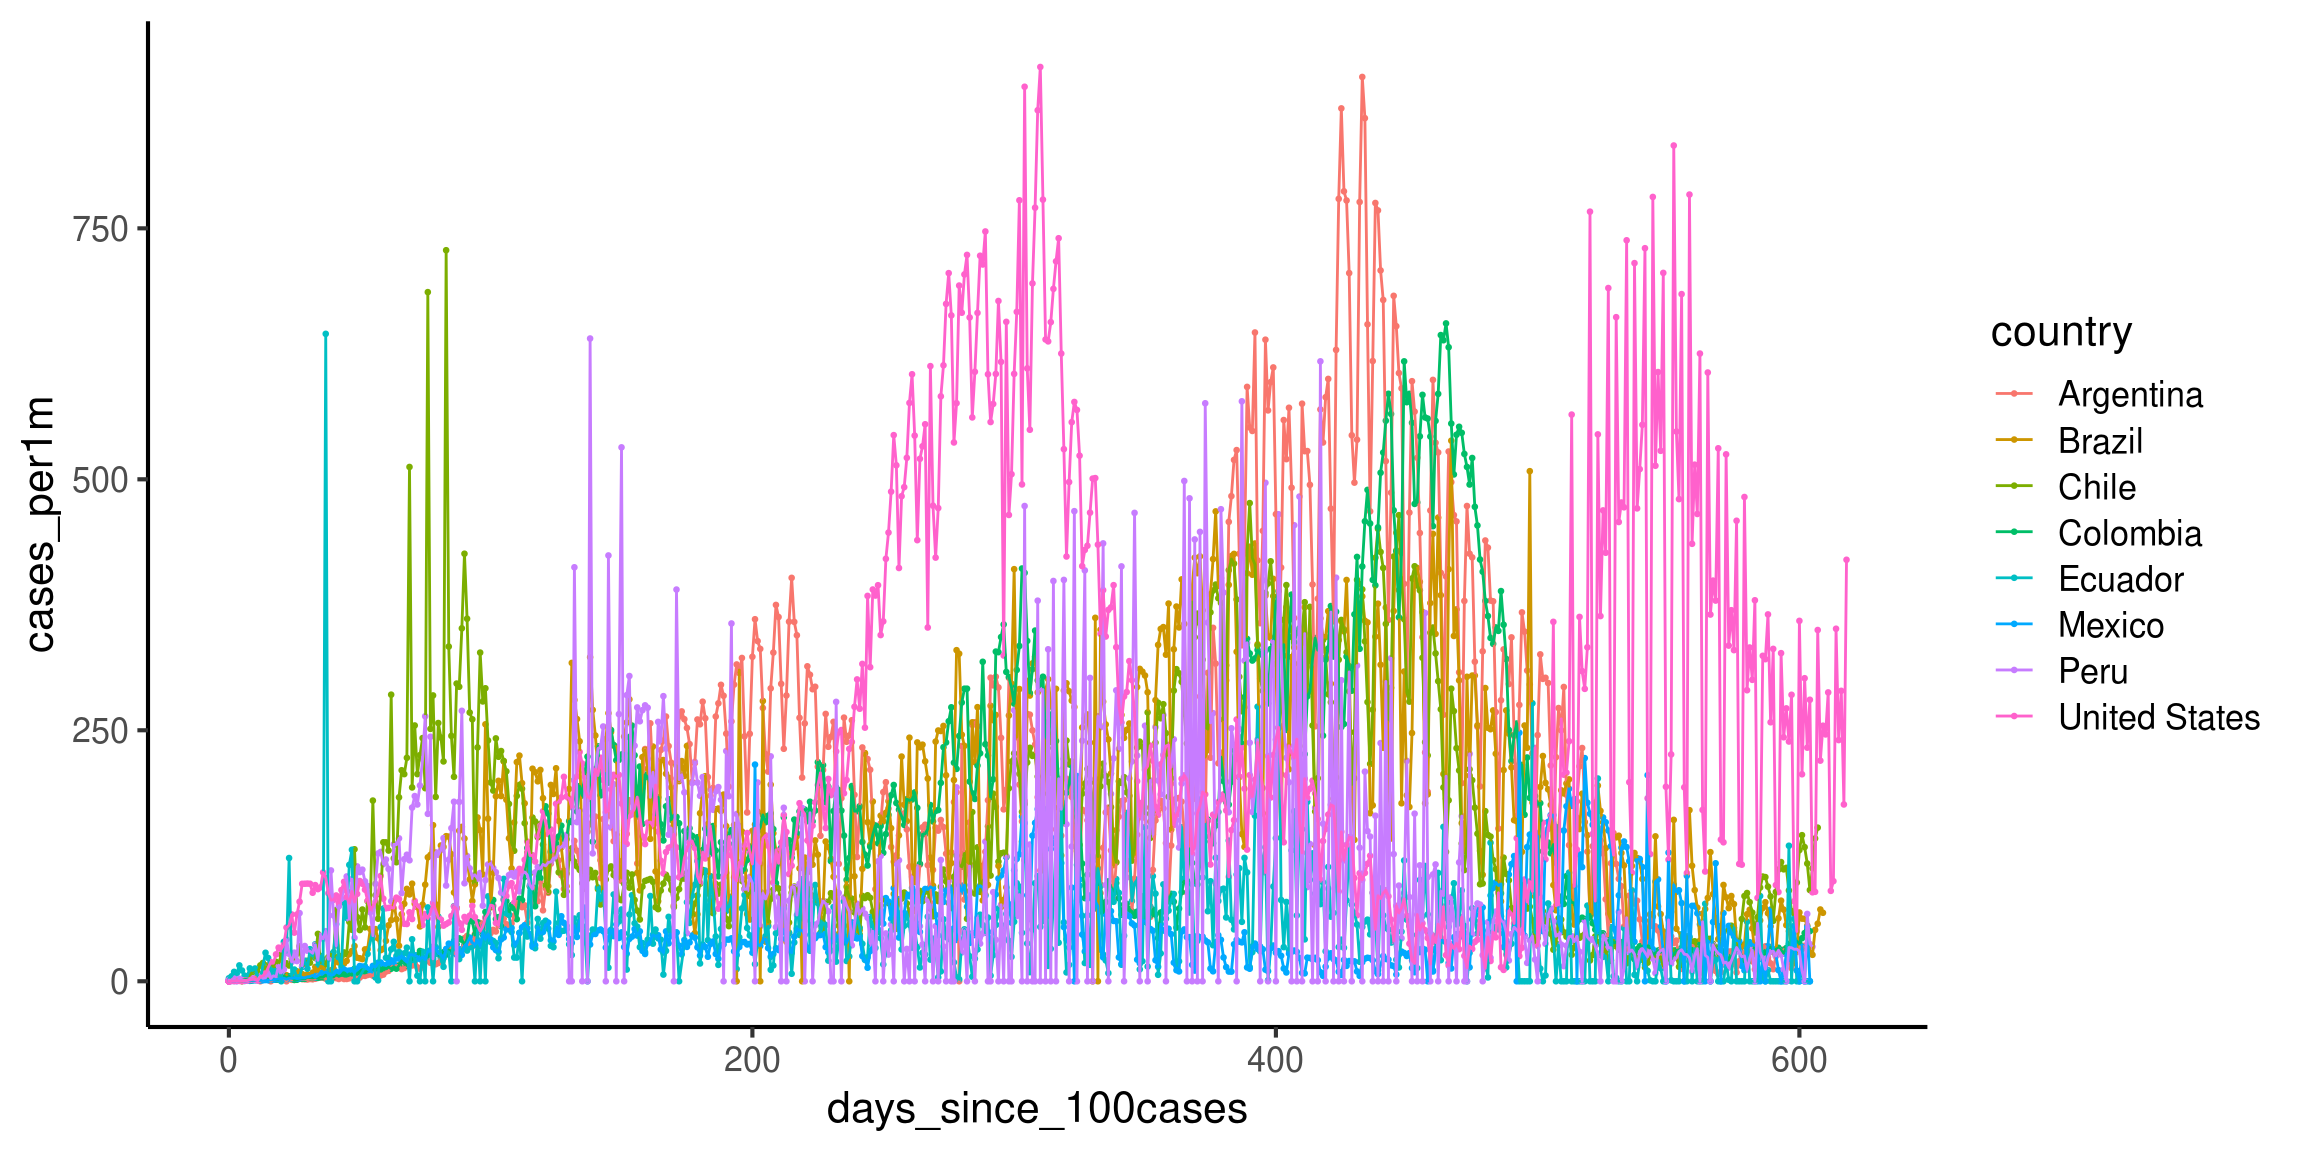 cases_per1m
750
500
250
0
0
200
400
600
days_since_100cases
country
Argentina
Brazil
Chile
Colombia
Ecuador
Mexico
Peru
United States